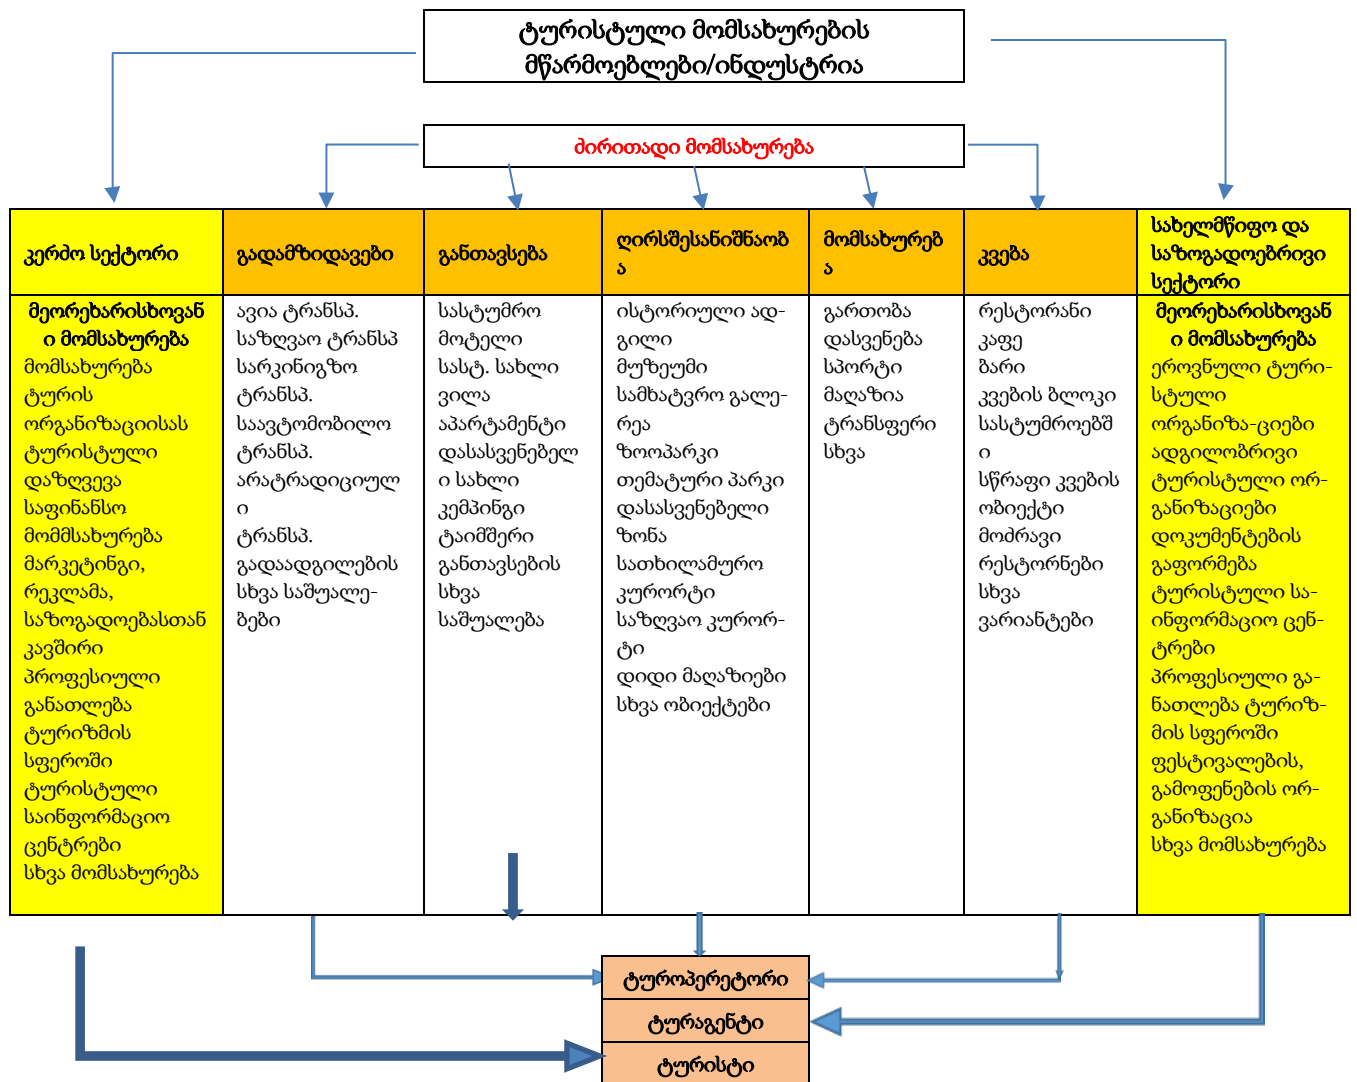 ტურისტული მომსახურების
მწარმოებლები/ინდუსტრია
პირითადი მომსახურება
კერძო სექტორი
გადამზიდავები
განთავსება
ღირსშესანიშნაობ
ა
მომსახურებ
ა
კვება
სახელმწიფო და
საზოგადოებრივი
სექტორი
მეორეხარისხოვან
ი მომსახურება
მომსახურება
ტურის
ორგანიზაციისას
ტურისტული
დაზღვევა
საფინანსო
მომმსახურება
მარკეტინგი,
რეკლამა,
საზოგადოებასთან
კავშირი
პროფესიული
განათლება
ტურიზმის
სფეროში
ტურისტული
საინფორმაციო
ცენტრები
სხვა მომსახურება
ავია ტრანსპ.
საზღვაო ტრანსპ
სარკინიგზო
ტრანსპ.
საავტომობილო
ტრანსპ.
არატრადიციულ
ი
ტრანსპ.
გადაადგილების
სხვა საშუალე-
ბები
სასტუმრო
მოტელი
სასტ. სახლი
ვილა
აპარტამენტი
დასასვენებელ
ი სახლი
კემპინგი
ტაიმშერი
განთავსების
სხვა
საშუალება
ისტორიული ად-
გილი
მუზეუმი
სამხატვრო გალე-
რეა
ზოოპარკი
თემატური პარკი
დასასვენებელი
ზონა
სათხილამურო
კურორტი
საზღვაო კურორ-
ტი
დიდი მაღაზიები
სხვა ობიექტები
გართობა
დასვენება
სპორტი
მაღაზია
ტრანსფერი
სხვა
რესტორანი
კაფე
ბარი
კვების ბლოკი
სასტუმროებშ
ი
სწრაფი კვების
ობიექტი
მოძრავი
რესტორნები
სხვა
ვარიანტები
მეორეხარისხოვან
ი მომსახურება
ეროვნული ტური-
სტული
ორგანიზა-ციები
ადგილობრივი
ტურისტული ორ-
განიზაციები
დოკუმენტების
გაფორმება
ტურისტული სა-
ინფორმაციო ცენ-
ტრები
პროფესიული გა-
ნათლება ტურიზ-
მის სფეროში
ფესტივალების,
გამოფენების ორ-
განიზაცია
სხვა მომსახურება
ტუროპერეტორი
ტურაგენტი
ტურისტი